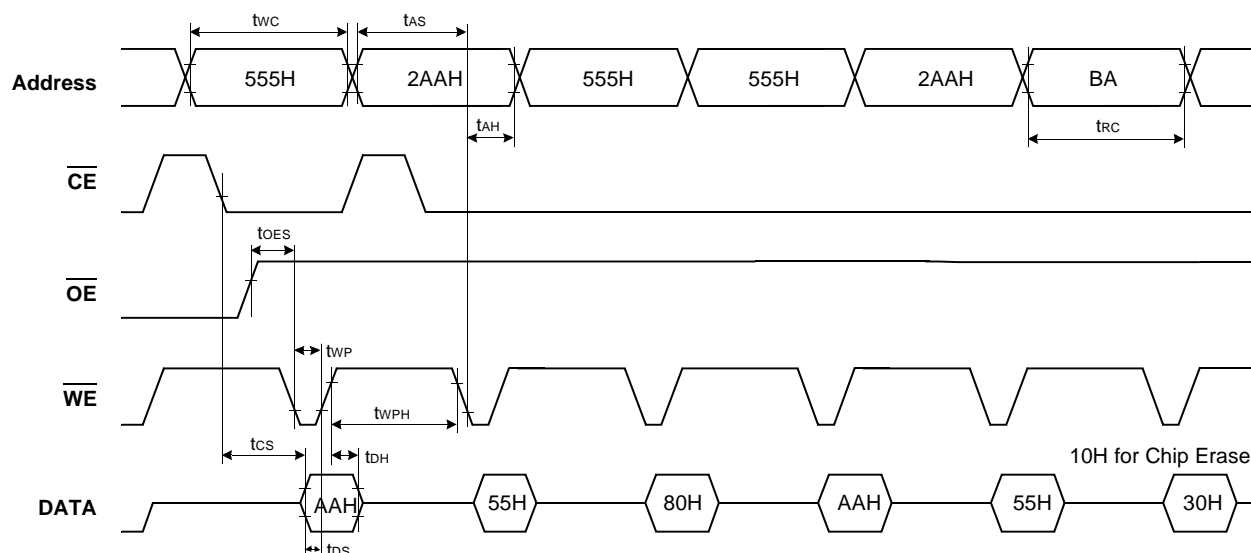 tWC
tAS
Address
555H
2AAH
555H
555H
2AAH
BA
tAH
tRC
CE
tOES
OE
tWP
WE
tWPH
tCS
tDH
10H for Chip Erase
DATA
AAH
55H
80H
AAH
55H
30H
tDS